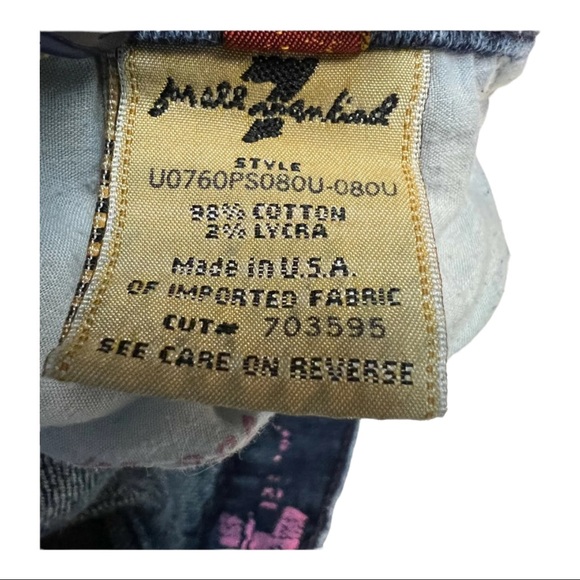 7
for all mankind
STYLE
U0760PS080U-080U
98% COTTON
2% LYCRA
Made in U.S.A.
OF IMPORTED FABRIC
CUT# 703595
SEE CARE ON REVERSE